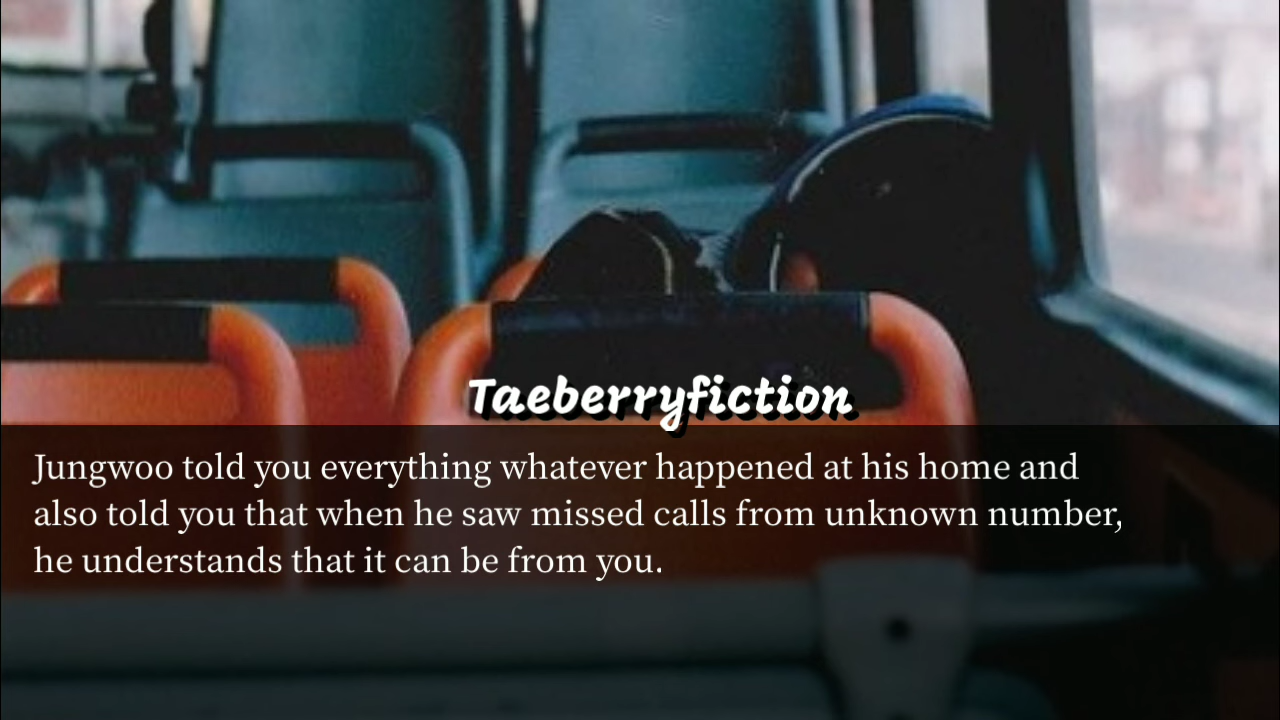 Taeberryfiction
Jungwoo told you everything whatever happened at his home and
also told you that when he saw missed calls from unknown number,
he understands that it can be from you.